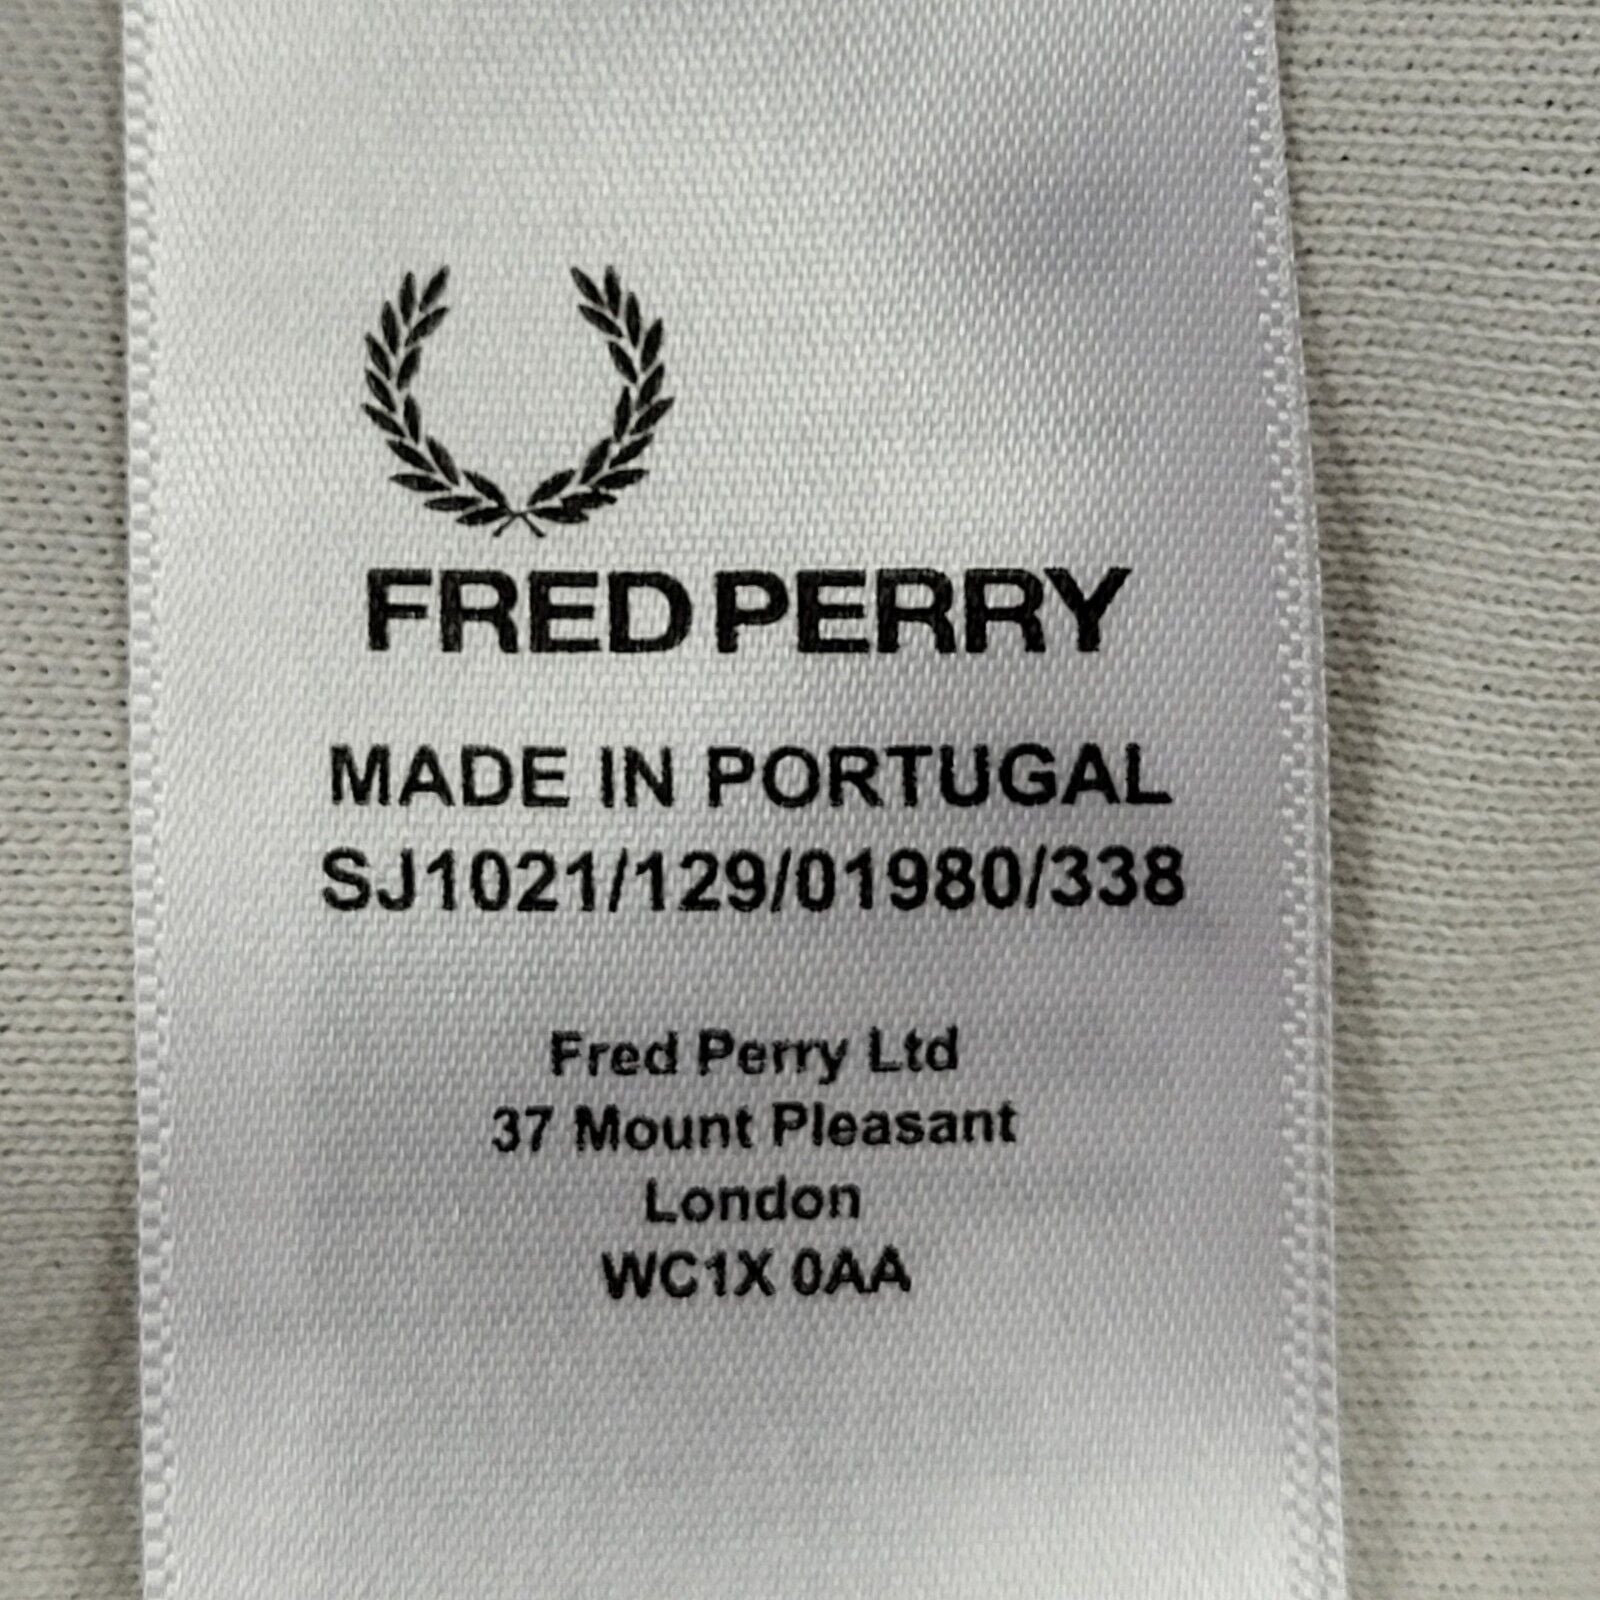 FRED PERRY
MADE IN PORTUGAL
SJ1021/129/01980/338
Fred Perry Ltd
37 Mount Pleasant
London
WC1X 0AA